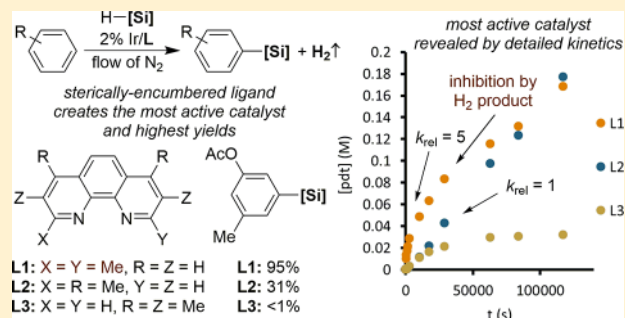 H–[Si]
2% Ir/L
flow of N₂
R
R
[Si] + H₂↑
sterically-encumbered ligand
creates the most active catalyst
and highest yields
R R
Z Z
N N
X Y
AcO
[Si]
Me
L1: X = Y = Me, R = Z = H L1: 95%
L2: X = R = Me, Y = Z = H L2: 31%
L3: X = Y = H, R = Z = Me L3: <1%
most active catalyst
revealed by detailed kinetics
[pdt] (M)
0.2
0.18
0.16
0.14
0.12
0.1
0.08
0.06
0.04
0.02
0
inhibition by
H₂ product
k_rel = 5
k_rel = 1
L1
L2
L3
0 50000 100000
t (s)